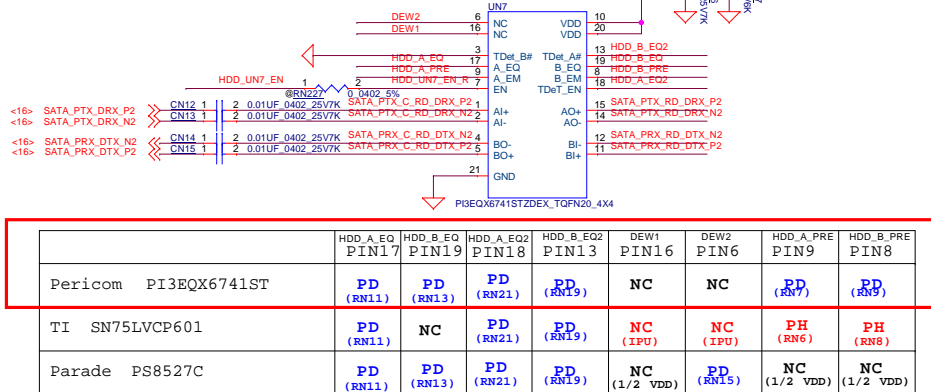 UN7
5V7K
6K
7
DEW2 6 NC VDD 10
DEW1 16 NC VDD 20
3 TDet_B# TDet_A# 13 HDD_B_EQ2
HDD_A_EQ 17 A_EQ B_EQ 19 HDD_B_EQ
HDD_A_PRE 9 A_EM B_EM 8 HDD_B_PRE
HDD_UN7_EN 1 2 HDD_UN7_EN_R 7 EN TDeT_EN 18 HDD_A_EQ2
@RN227 0_0402_5%
<16> SATA_PTX_DRX_P2 CN12 1 2 0.01UF_0402_25V7K SATA_PTX_C_RD_DRX_P2 1 AI+ AO+ 15 SATA_PTX_RD_DRX_P2
<16> SATA_PTX_DRX_N2 CN13 1 2 0.01UF_0402_25V7K SATA_PTX_C_RD_DRX_N2 2 AI- AO- 14 SATA_PTX_RD_DRX_N2
<16> SATA_PRX_DTX_N2 CN14 1 2 0.01UF_0402_25V7K SATA_PRX_C_RD_DTX_N2 4 BO- BI- 12 SATA_PRX_RD_DTX_N2
<16> SATA_PRX_DTX_P2 CN15 1 2 0.01UF_0402_25V7K SATA_PRX_C_RD_DTX_P2 5 BO+ BI+ 11 SATA_PRX_RD_DTX_P2
21 GND
PI3EQX6741STZDEX_TQFN20_4X4
HDD_A_EQ HDD_B_EQ HDD_A_EQ2 HDD_B_EQ2 DEW1 DEW2 HDD_A_PRE HDD_B_PRE
PIN17 PIN19 PIN18 PIN13 PIN16 PIN6 PIN9 PIN8
Pericom PI3EQX6741ST PD PD PD PD NC NC PD PD
(RN11) (RN13) (RN21) (RN19) (RN7) (RN9)
TI SN75LVCP601 PD NC PD PD NC NC PH PH
(RN11) (RN21) (RN19) (IPU) (IPU) (RN6) (RN8)
Parade PS8527C PD PD PD PD NC PD NC NC
(RN11) (RN13) (RN21) (RN19) (1/2 VDD) (RN15) (1/2 VDD) (1/2 VDD)